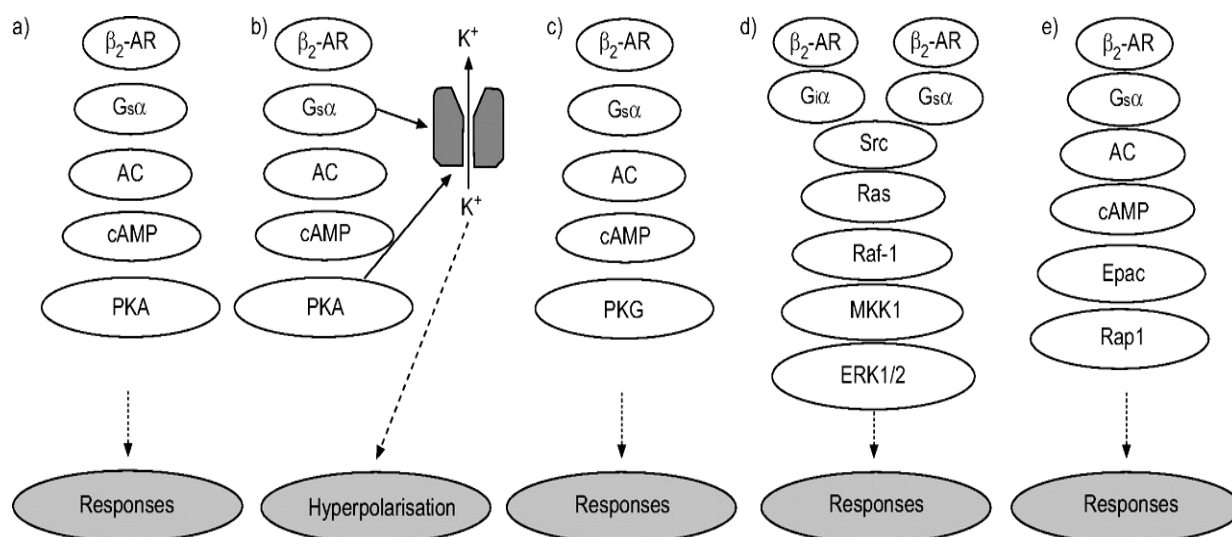 a)
β₂-AR
Gsα
AC
cAMP
PKA
Responses
b)
β₂-AR
Gsα
AC
cAMP
PKA
K⁺
K⁺
Hyperpolarisation
c)
β₂-AR
Gsα
AC
cAMP
PKG
Responses
d)
β₂-AR
β₂-AR
Giα
Gsα
Src
Ras
Raf-1
MKK1
ERK1/2
Responses
e)
β₂-AR
Gsα
AC
cAMP
Epac
Rap1
Responses